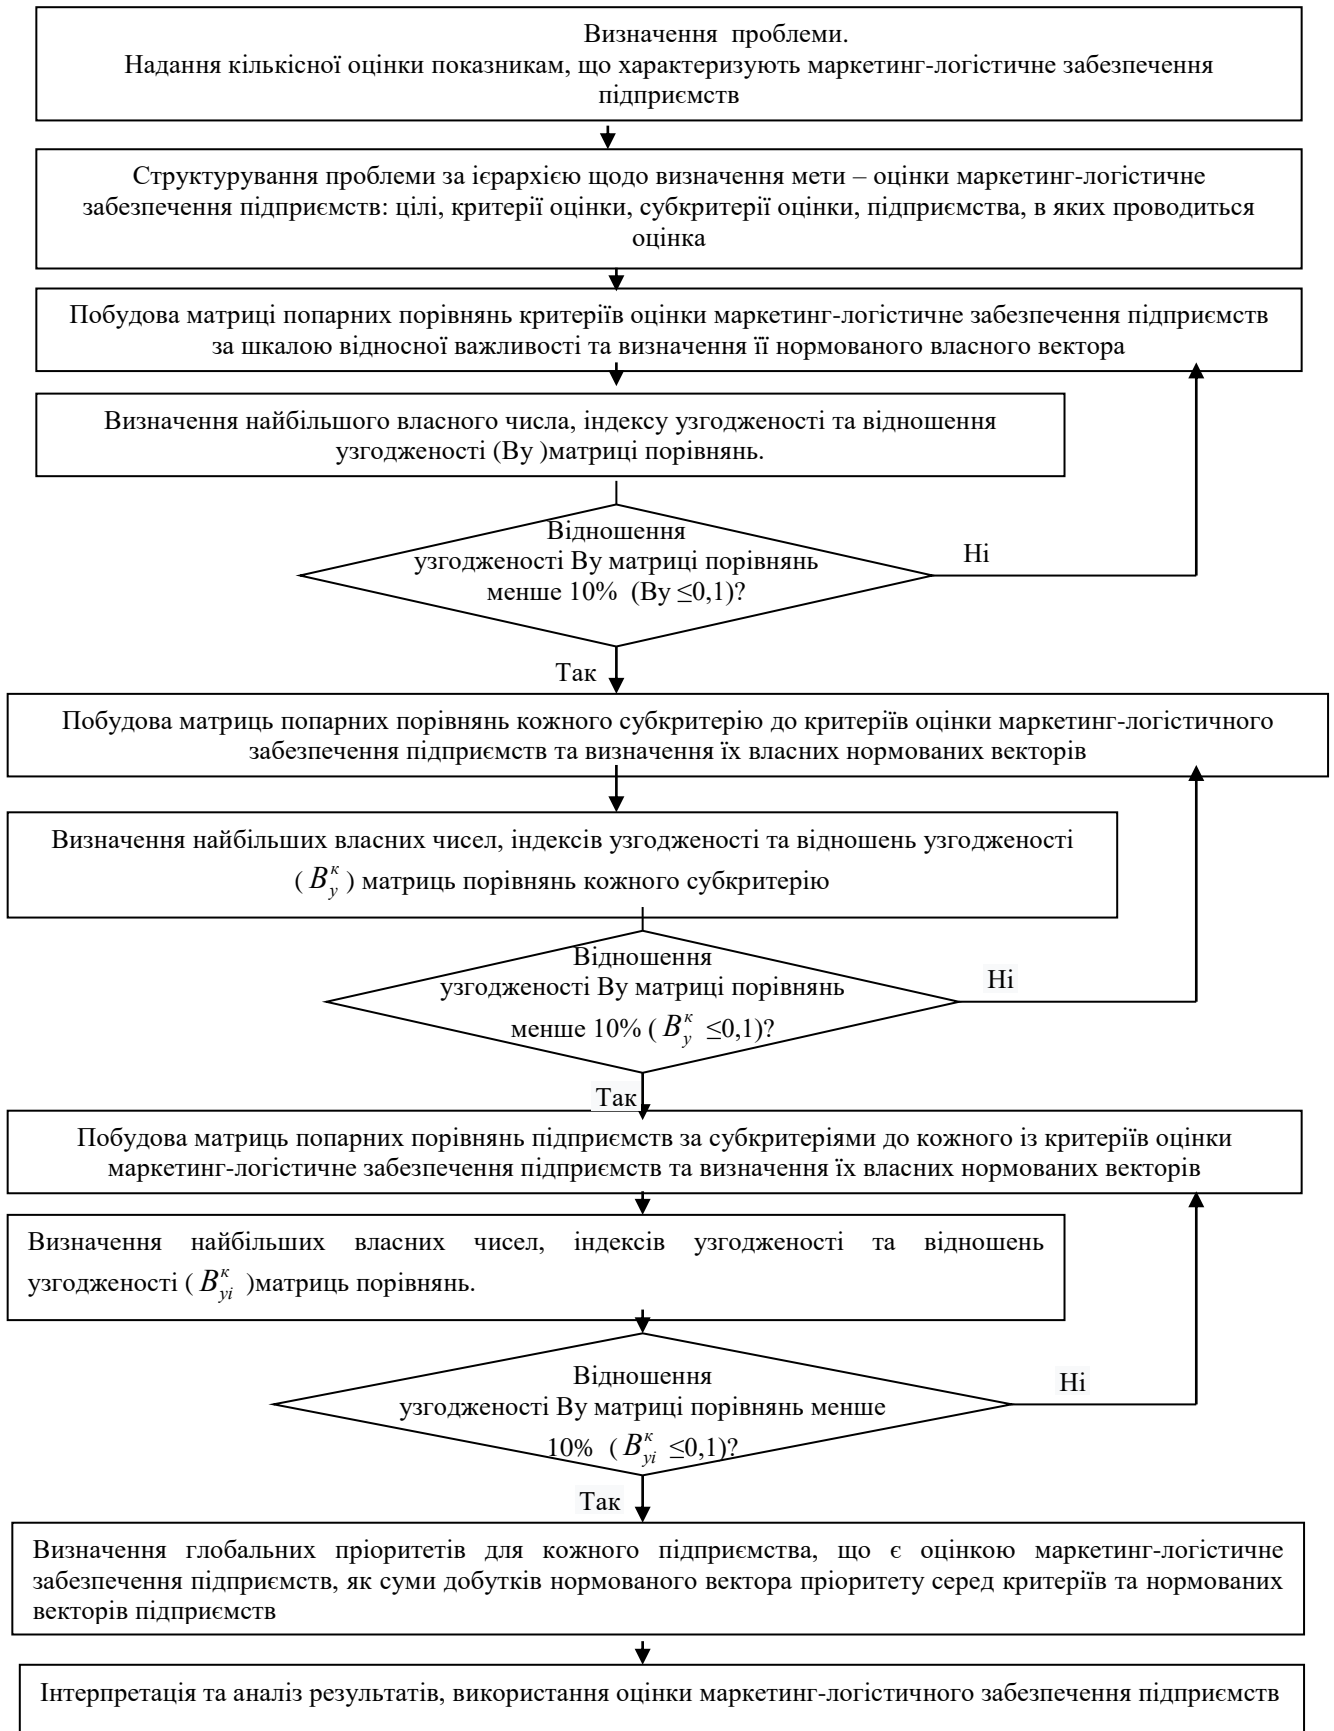 Визначення проблеми.
Надання кількісної оцінки показникам, що характеризують маркетинг-логістичне забезпечення
підприємств
Структурування проблеми за ієрархією щодо визначення мети – оцінки маркетинг-логістичне
забезпечення підприємств: цілі, критерії оцінки, субкритерії оцінки, підприємства, в яких проводиться
оцінка
Побудова матриці попарних порівнянь критеріїв оцінки маркетинг-логістичне забезпечення підприємств
за шкалою відносної важливості та визначення її нормованого власного вектора
Визначення найбільшого власного числа, індексу узгодженості та відношення
узгодженості (Ву )матриці порівнянь.
Відношення
узгодженості Ву матриці порівнянь
менше 10% (Ву ≤0,1)?
Ні
Так
Побудова матриць попарних порівнянь кожного субкритерію до критеріїв оцінки маркетинг-логістичного
забезпечення підприємств та визначення їх власних нормованих векторів
Визначення найбільших власних чисел, індексів узгодженості та відношень узгодженості
( $B_y^к$ ) матриць порівнянь кожного субкритерію
Відношення
узгодженості Ву матриці порівнянь
менше 10% ( $B_y^к$ ≤0,1)?
Ні
Так
Побудова матриць попарних порівнянь підприємств за субкритеріями до кожного із критеріїв оцінки
маркетинг-логістичне забезпечення підприємств та визначення їх власних нормованих векторів
Визначення найбільших власних чисел, індексів узгодженості та відношень
узгодженості ( $B_{yi}^к$ )матриць порівнянь.
Відношення
узгодженості Ву матриці порівнянь менше
10% ( $B_{yi}^к$ ≤0,1)?
Ні
Так
Визначення глобальних пріоритетів для кожного підприємства, що є оцінкою маркетинг-логістичне
забезпечення підприємств, як суми добутків нормованого вектора пріоритету серед критеріїв та нормованих
векторів підприємств
Інтерпретація та аналіз результатів, використання оцінки маркетинг-логістичного забезпечення підприємств